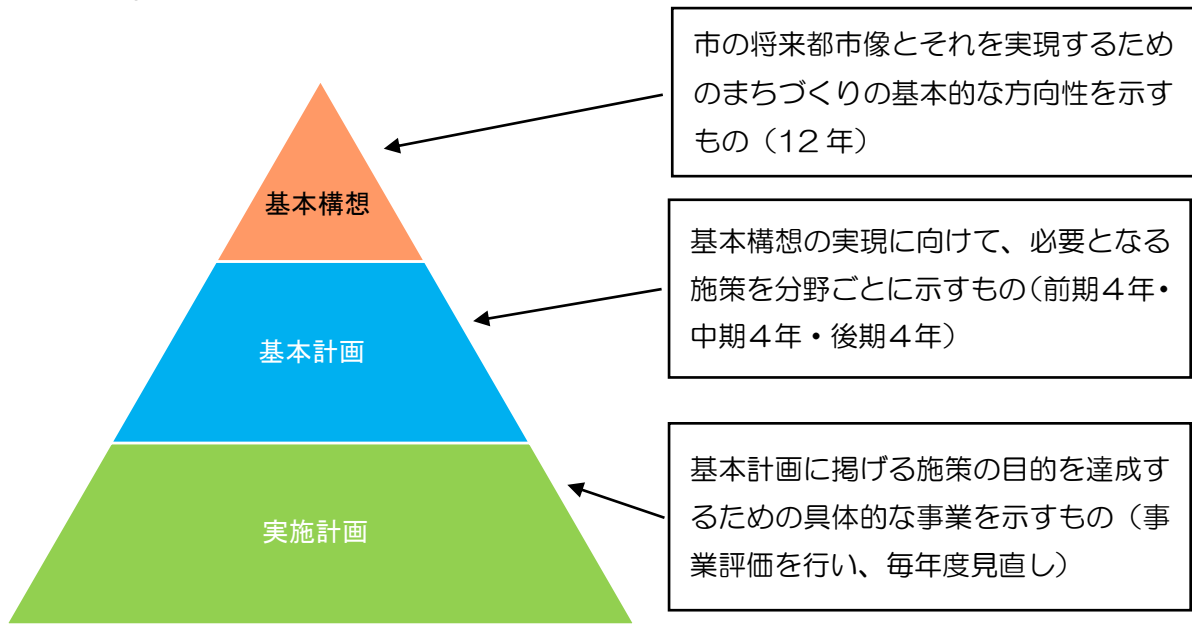 市の将来都市像とそれを実現するため
のまちづくりの基本的な方向性を示す
もの（12年）
基本構想
基本構想の実現に向けて、必要となる
施策を分野ごとに示すもの（前期４年・
中期４年・後期４年）
基本計画
基本計画に掲げる施策の目的を達成す
るための具体的な事業を示すもの（事
業評価を行い、毎年度見直し）
実施計画